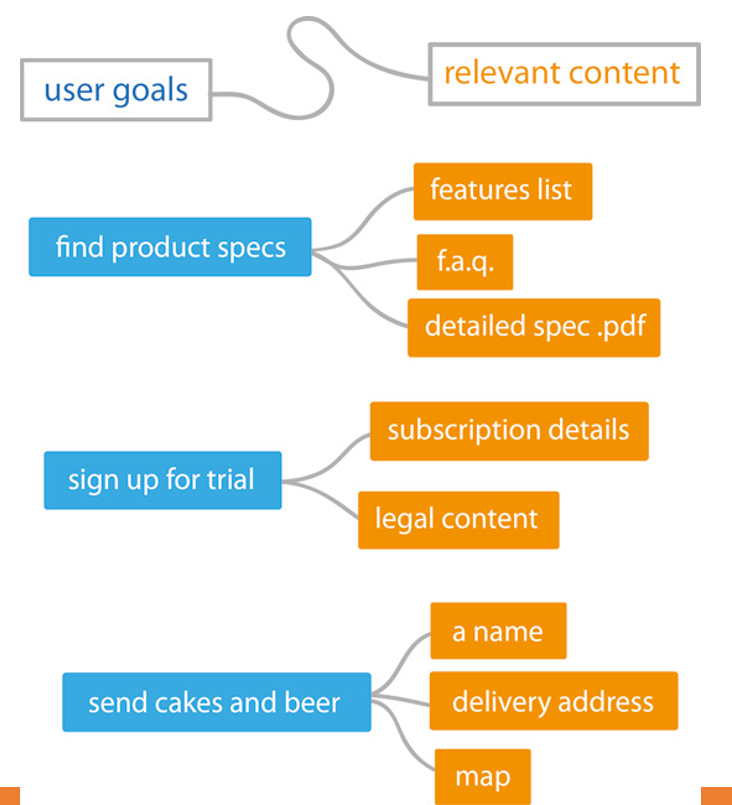 user goals
relevant content
find product specs
features list
f.a.q.
detailed spec .pdf
sign up for trial
subscription details
legal content
send cakes and beer
a name
delivery address
map